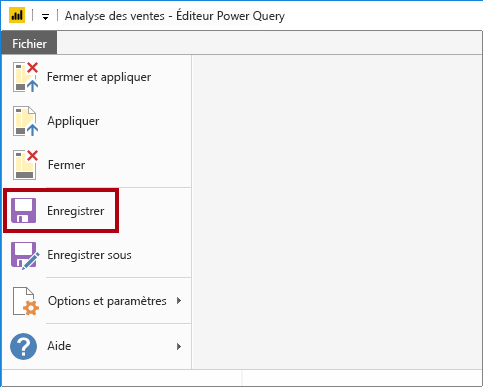 Analyse des ventes - Éditeur Power Query
Fichier
Fermer et appliquer
Appliquer
Fermer
Enregistrer
Enregistrer sous
Options et paramètres
Aide